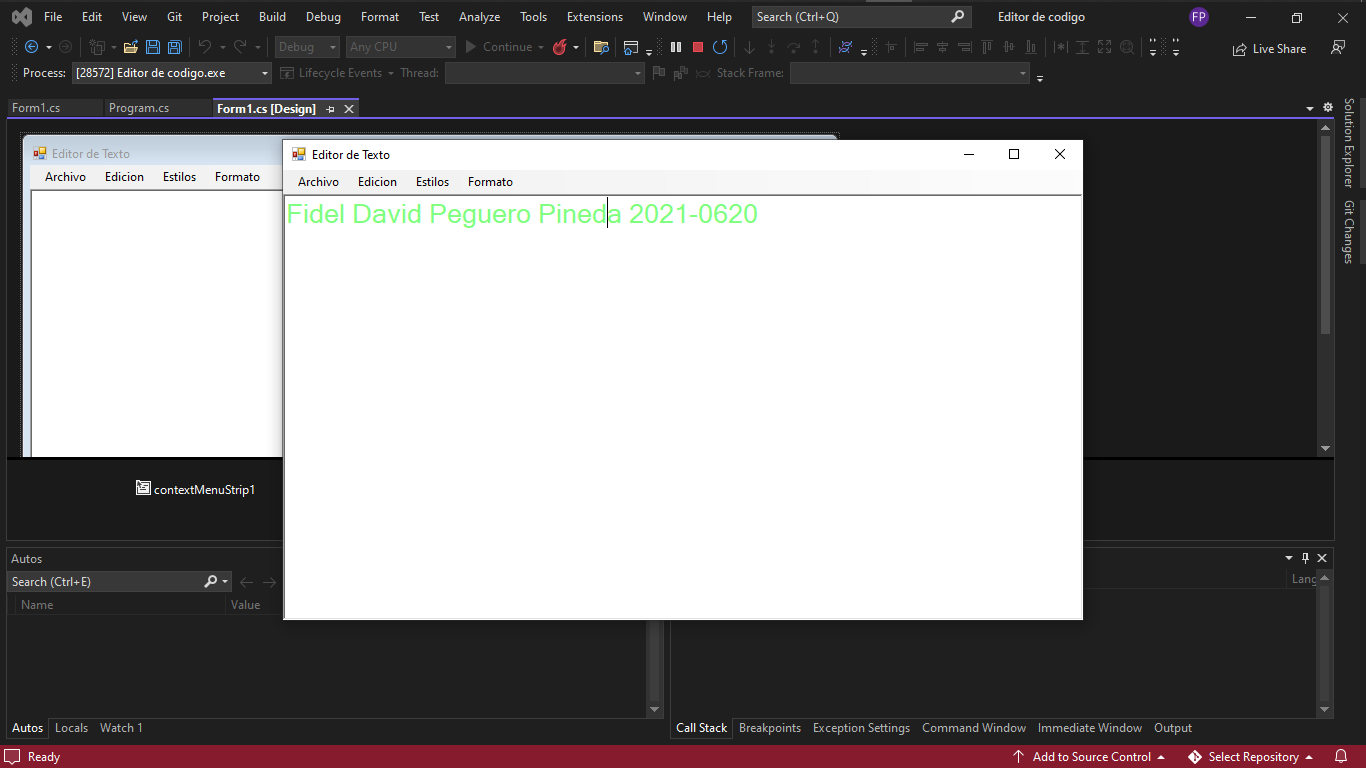 File Edit View Git Project Build Debug Format Test Analyze Tools Extensions Window Help Search (Ctrl+Q) Editor de codigo FP
Debug Any CPU Continue Live Share
Process: [28572] Editor de codigo.exe Lifecycle Events Thread: Stack Frame:
Form1.cs Program.cs Form1.cs [Design]
Editor de Texto
Archivo Edicion Estilos Formato
Editor de Texto
Archivo Edicion Estilos Formato
Fidel David Peguero Pineda 2021-0620
Solution Explorer
Git Changes
contextMenuStrip1
Autos
Search (Ctrl+E)
Name Value
Lang
Autos Locals Watch 1
Call Stack Breakpoints Exception Settings Command Window Immediate Window Output
Ready Add to Source Control Select Repository